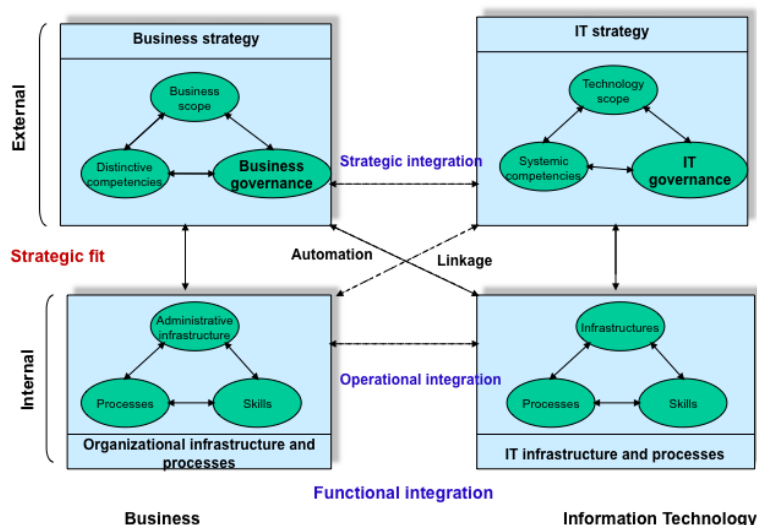 Business strategy
IT strategy
External
Business
scope
Distinctive
competencies
Business
governance
Strategic integration
Technology
scope
Systemic
competencies
IT
governance
Strategic fit
Automation
Linkage
Internal
Administrative
infrastructure
Processes
Skills
Operational integration
Infrastructures
Processes
Skills
Organizational infrastructure and
processes
IT infrastructure and processes
Functional integration
Business
Information Technology